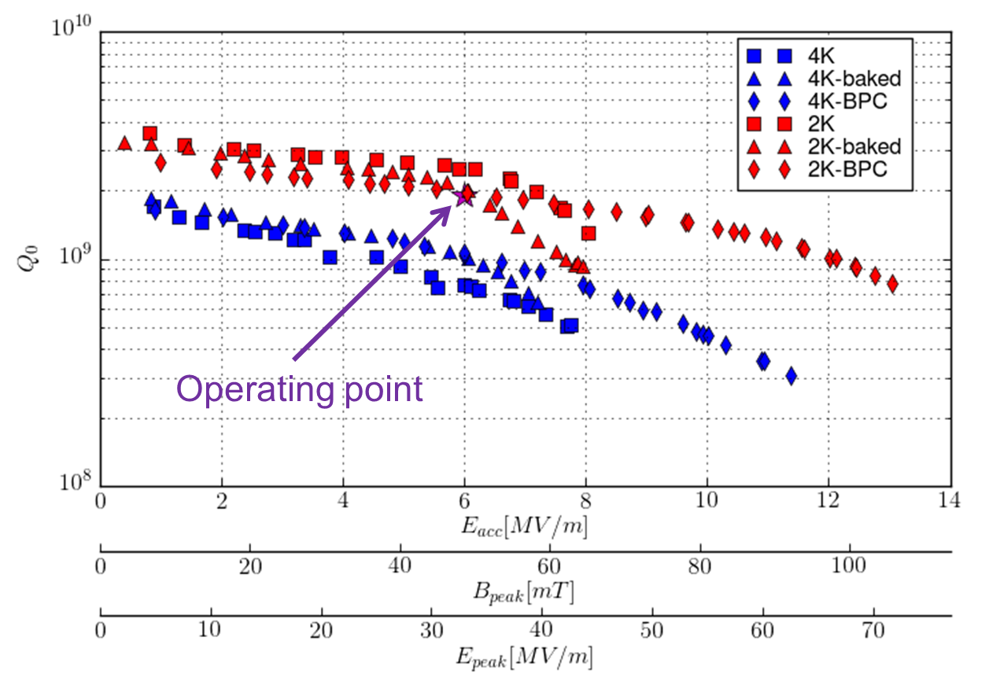 10^10
10^9
10^8
Q_0
4K
4K-baked
4K-BPC
2K
2K-baked
2K-BPC
Operating point
0 2 4 6 8 10 12 14
E_acc[MV/m]
0 20 40 60 80 100
B_peak[mT]
0 10 20 30 40 50 60 70
E_peak[MV/m]